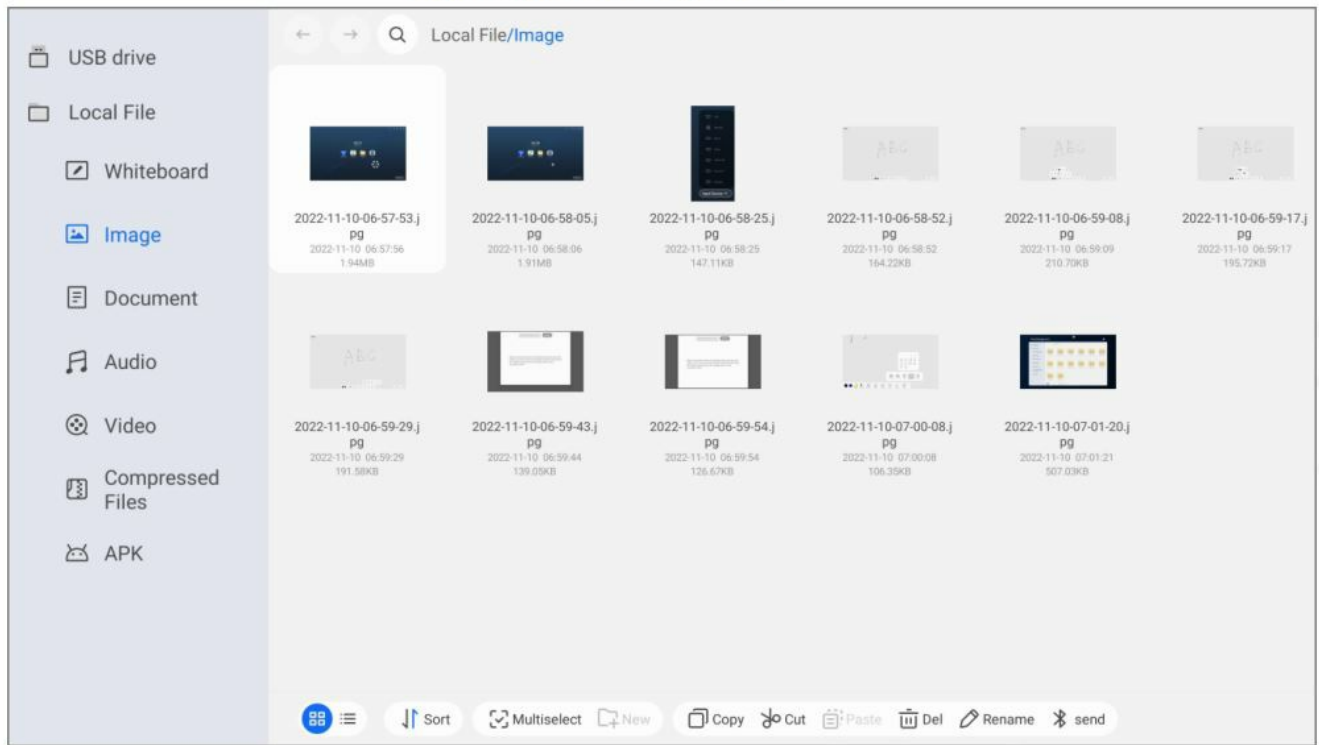 USB drive
Local File
Whiteboard
Image
Document
Audio
Video
Compressed
Files
APK
Local File/Image
2022-11-10-06-57-53.j
pg
2022-11-10 06:57:56
1.94MB
2022-11-10-06-58-05.j
pg
2022-11-10 06:58:06
1.91MB
2022-11-10-06-58-25.j
pg
2022-11-10 06:58:25
147.11KB
2022-11-10-06-58-52.j
pg
2022-11-10 06:58:52
164.22KB
2022-11-10-06-59-08.j
pg
2022-11-10 06:59:09
210.70KB
2022-11-10-06-59-17.j
pg
2022-11-10 06:59:17
195.72KB
2022-11-10-06-59-29.j
pg
2022-11-10 06:59:29
191.58KB
2022-11-10-06-59-43.j
pg
2022-11-10 06:59:44
139.05KB
2022-11-10-06-59-54.j
pg
2022-11-10 06:59:54
126.67KB
2022-11-10-07-00-08.j
pg
2022-11-10 07:00:08
106.35KB
2022-11-10-07-01-20.j
pg
2022-11-10 07:01:21
507.03KB
Sort Multiselect New Copy Cut Paste Del Rename send